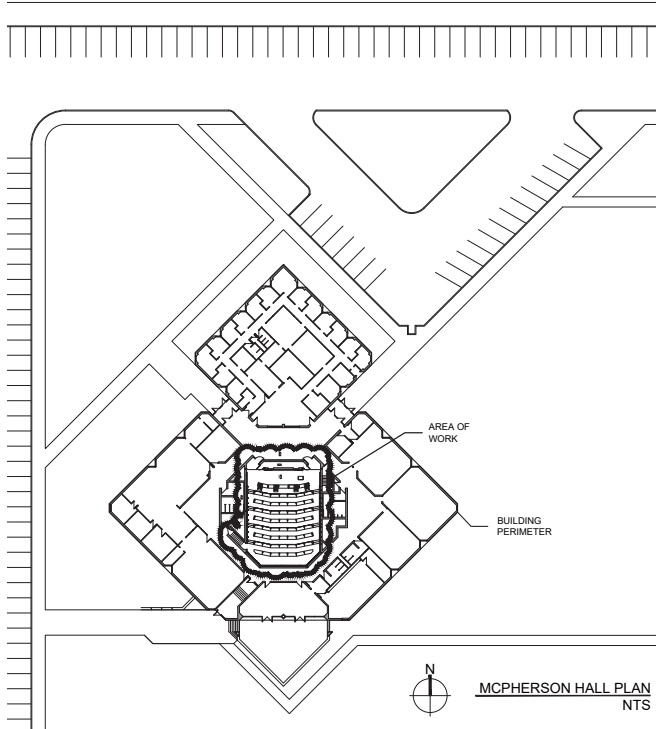 AREA OF
WORK
BUILDING
PERIMETER
N
MCPHERSON HALL PLAN
NTS